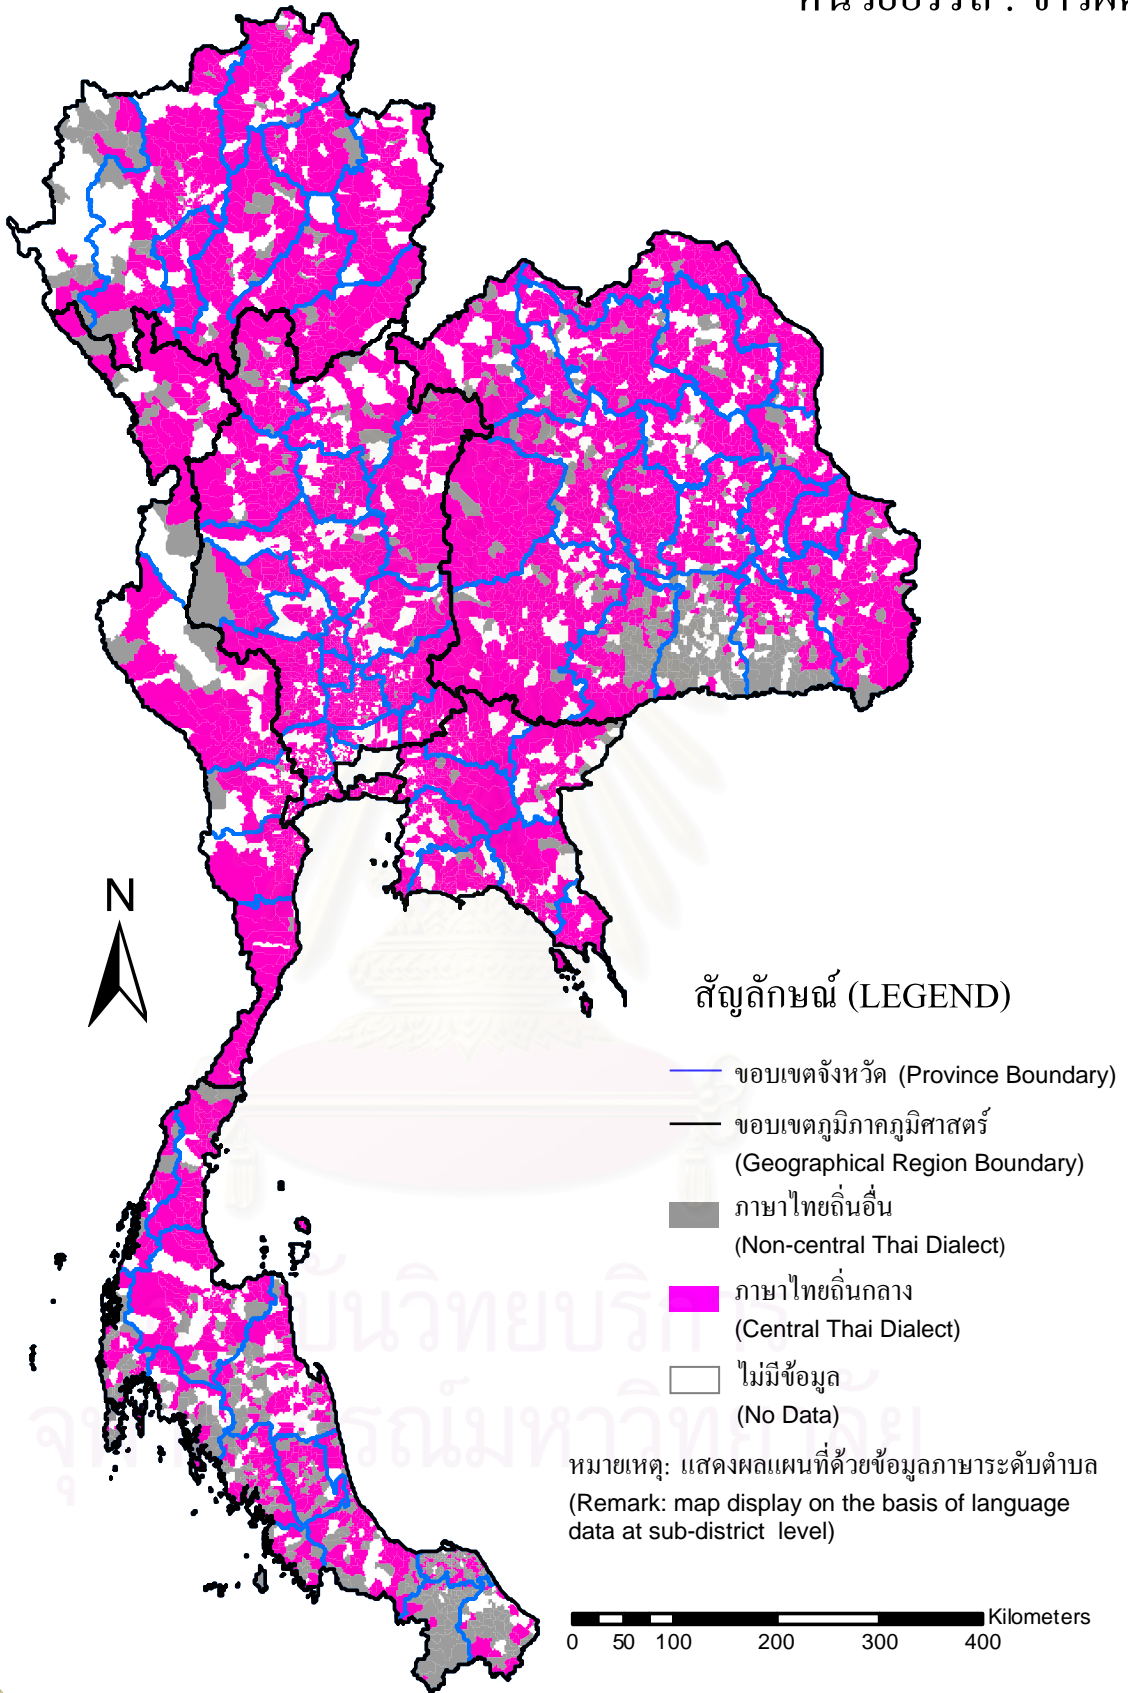 N
สัญลักษณ์ (LEGEND)
ขอบเขตจังหวัด (Province Boundary)
ขอบเขตภูมิภาคภูมิศาสตร์
(Geographical Region Boundary)
ภาษาไทยถิ่นอื่น
(Non-central Thai Dialect)
ภาษาไทยถิ่นกลาง
(Central Thai Dialect)
ไม่มีข้อมูล
(No Data)
หมายเหตุ: แสดงผลแผนที่ด้วยข้อมูลภาษาระดับตำบล
(Remark: map display on the basis of language
data at sub-district level)
Kilometers
0 50 100 200 300 400